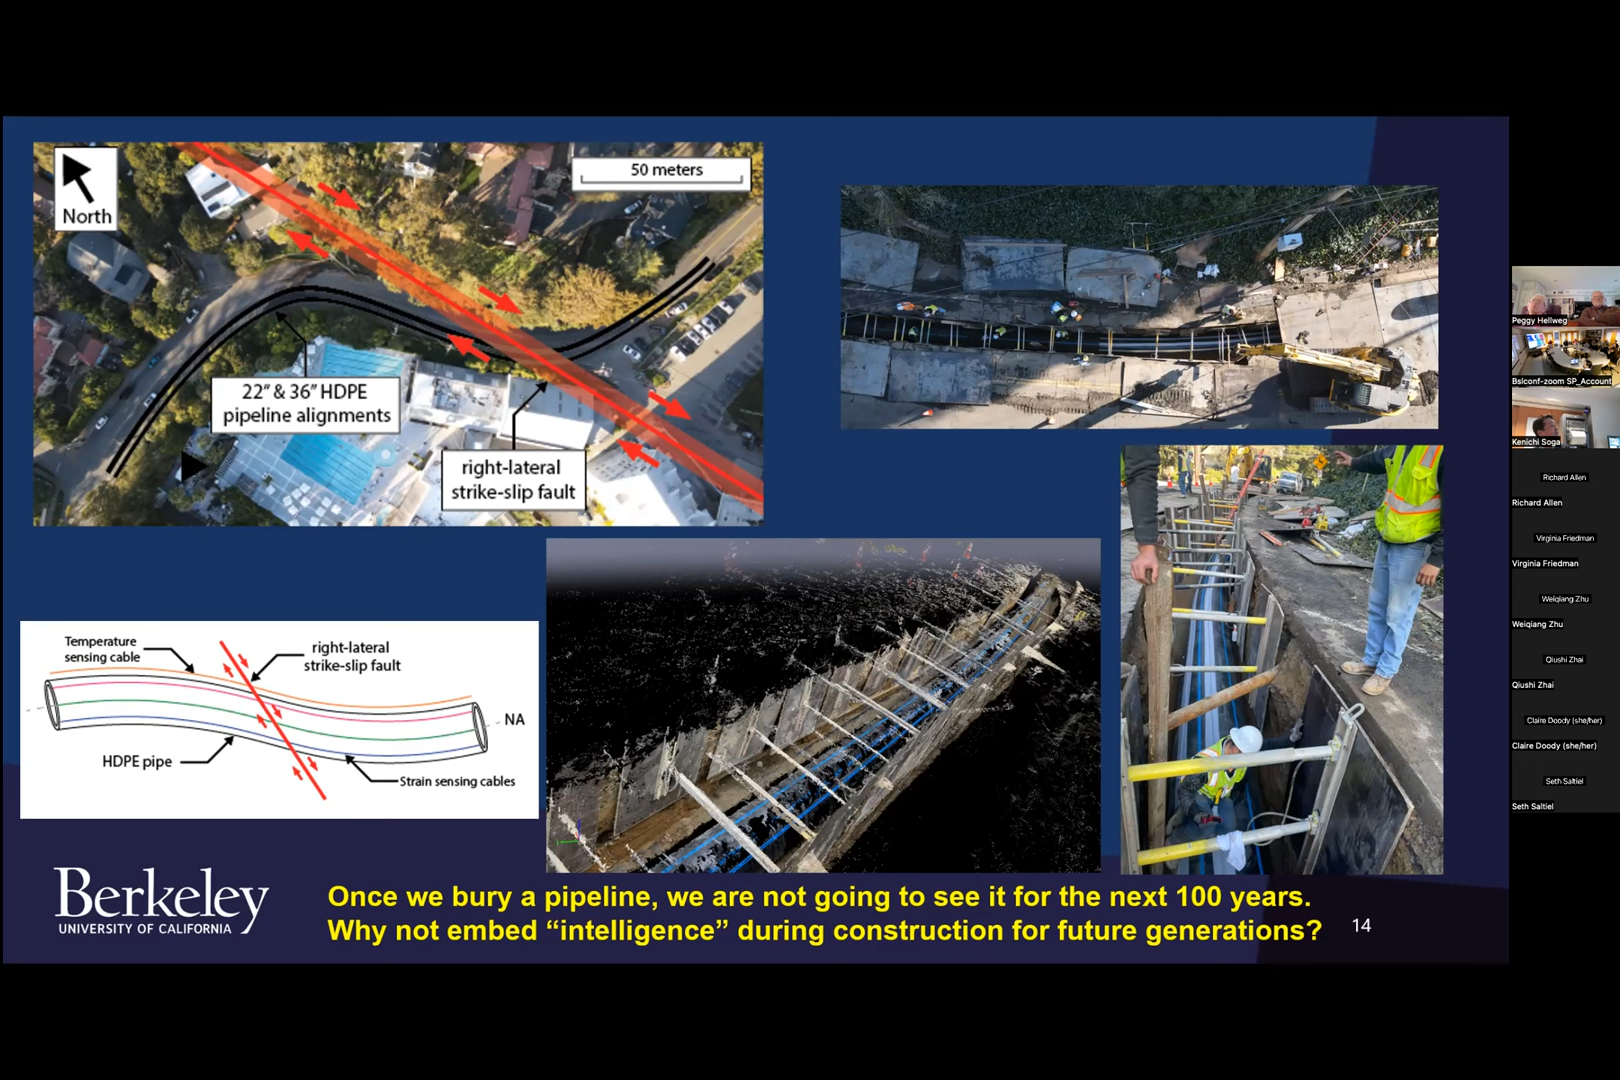 North
50 meters
22" & 36" HDPE
pipeline alignments
right-lateral
strike-slip fault
Temperature
sensing cable
right-lateral
strike-slip fault
NA
HDPE pipe
Strain sensing cables
Berkeley
UNIVERSITY OF CALIFORNIA
Once we bury a pipeline, we are not going to see it for the next 100 years.
Why not embed “intelligence” during construction for future generations?
14
Peggy Hellweg
Bslconf-zoom SP_Account
Kenichi Soga
Richard Allen
Richard Allen
Virginia Friedman
Virginia Friedman
Weiqiang Zhu
Weiqiang Zhu
Qiushi Zhai
Qiushi Zhai
Claire Doody (she/her)
Claire Doody (she/her)
Seth Saltiel
Seth Saltiel